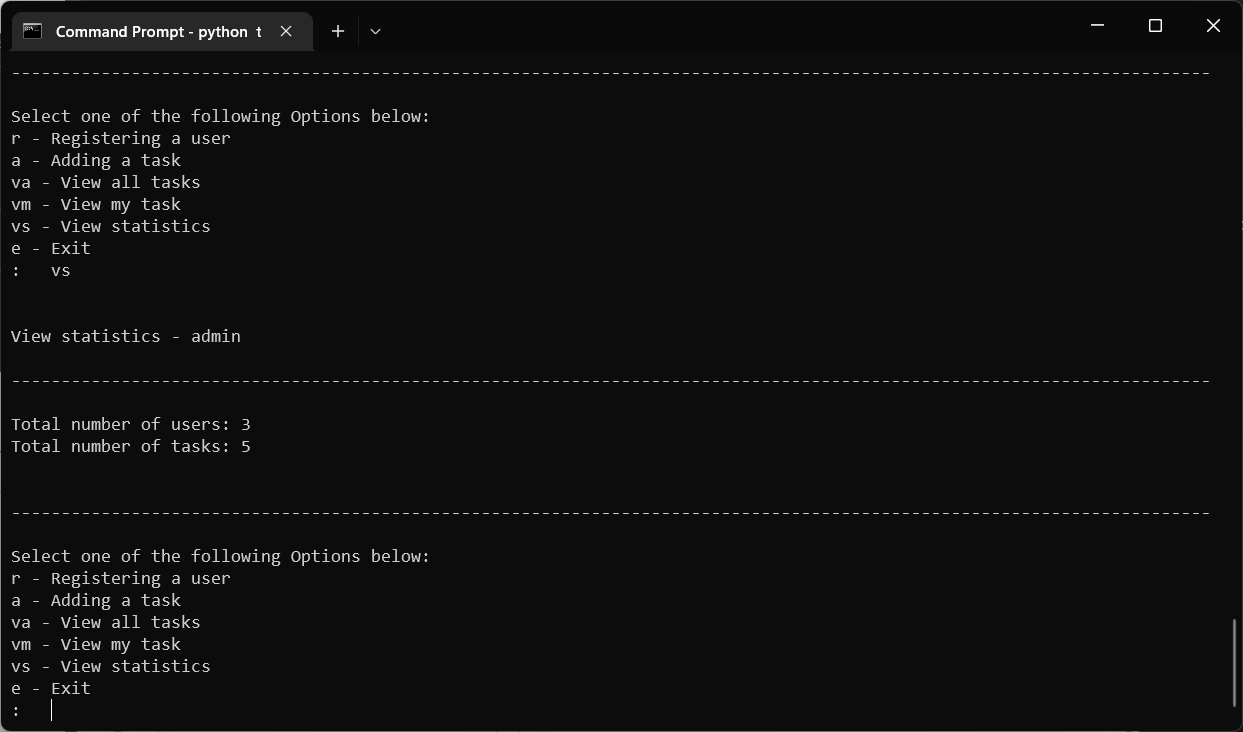 Command Prompt - python t
------------------------------------------------------------------------------------------------------------------------
Select one of the following Options below:
r - Registering a user
a - Adding a task
va - View all tasks
vm - View my task
vs - View statistics
e - Exit
:   vs
View statistics - admin
------------------------------------------------------------------------------------------------------------------------
Total number of users: 3
Total number of tasks: 5
------------------------------------------------------------------------------------------------------------------------
Select one of the following Options below:
r - Registering a user
a - Adding a task
va - View all tasks
vm - View my task
vs - View statistics
e - Exit
: